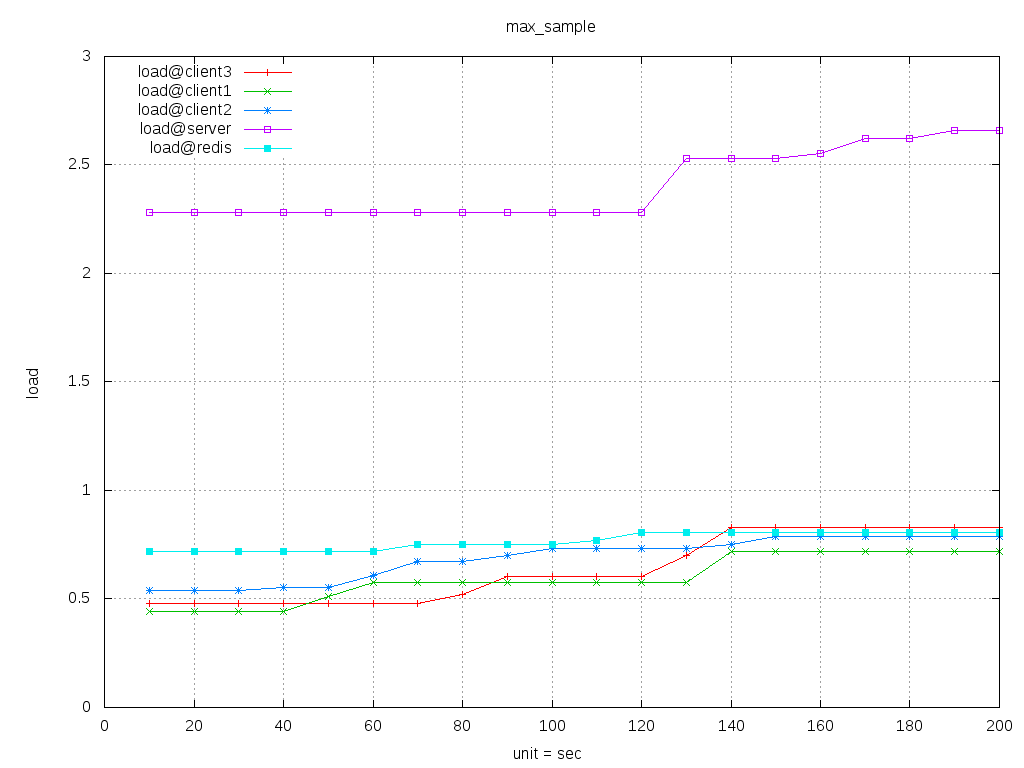 max_sample
3
2.5
2
1.5
1
0.5
0
load
load@client3
load@client1
load@client2
load@server
load@redis
0 20 40 60 80 100 120 140 160 180 200
unit = sec